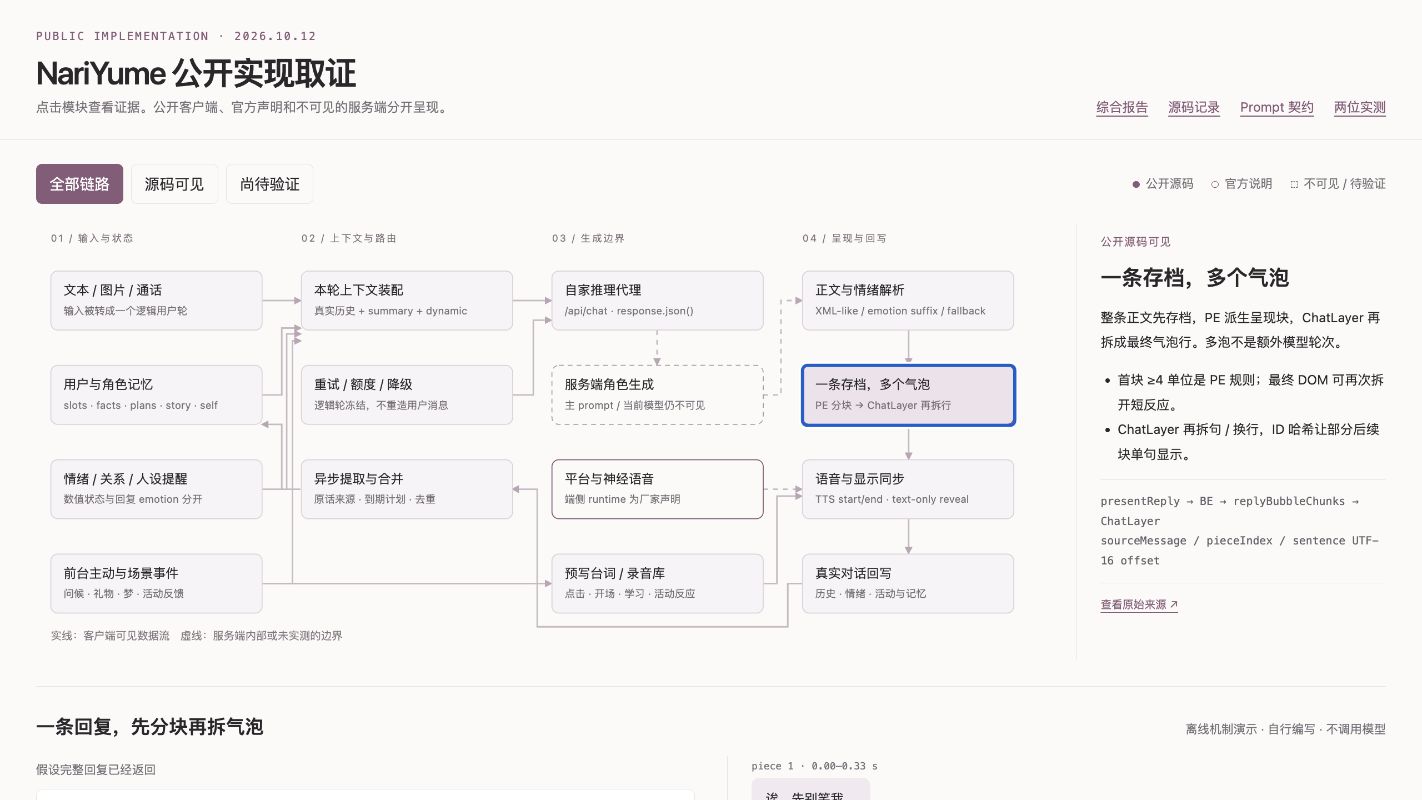 PUBLIC IMPLEMENTATION · 2026.10.12
NariYume 公开实现取证
点击模块查看证据。公开客户端、官方声明和不可见的服务端分开呈现。
综合报告
源码记录
Prompt 契约
两位实测
全部链路
源码可见
尚待验证
公开源码
官方说明
不可见 / 待验证
01 / 输入与状态
02 / 上下文与路由
03 / 生成边界
04 / 呈现与回写
文本 / 图片 / 通话
输入被转成一个逻辑用户轮
本轮上下文装配
真实历史 + summary + dynamic
自家推理代理
/api/chat · response.json()
正文与情绪解析
XML-like / emotion suffix / fallback
用户与角色记忆
slots · facts · plans · story · self
重试 / 额度 / 降级
逻辑轮冻结，不重造用户消息
服务端角色生成
主 prompt / 当前模型仍不可见
一条存档，多个气泡
PE 分块 → ChatLayer 再拆行
情绪 / 关系 / 人设提醒
数值状态与回复 emotion 分开
异步提取与合并
原话来源 · 到期计划 · 去重
平台与神经语音
端侧 runtime 为厂家声明
语音与显示同步
TTS start/end · text-only reveal
前台主动与场景事件
问候 · 礼物 · 梦 · 活动反馈
预写台词 / 录音库
点击 · 开场 · 学习 · 活动反应
真实对话回写
历史 · 情绪 · 活动与记忆
实线：客户端可见数据流 虚线：服务端内部或未实测的边界
公开源码可见
一条存档，多个气泡
整条正文先存档，PE 派生呈现块，ChatLayer 再
拆成最终气泡行。多泡不是额外模型轮次。
• 首块 ≥4 单位是 PE 规则；最终 DOM 可再次拆
开短反应。
• ChatLayer 再拆句 / 换行，ID 哈希让部分后续
块单句显示。
presentReply → BE → replyBubbleChunks →
ChatLayer
sourceMessage / pieceIndex / sentence UTF-
16 offset
查看原始来源 ↗
一条回复，先分块再拆气泡
离线机制演示 · 自行编写 · 不调用模型
假设完整回复已经返回
piece 1 · 0.00–0.33 s
诶，先别笑我